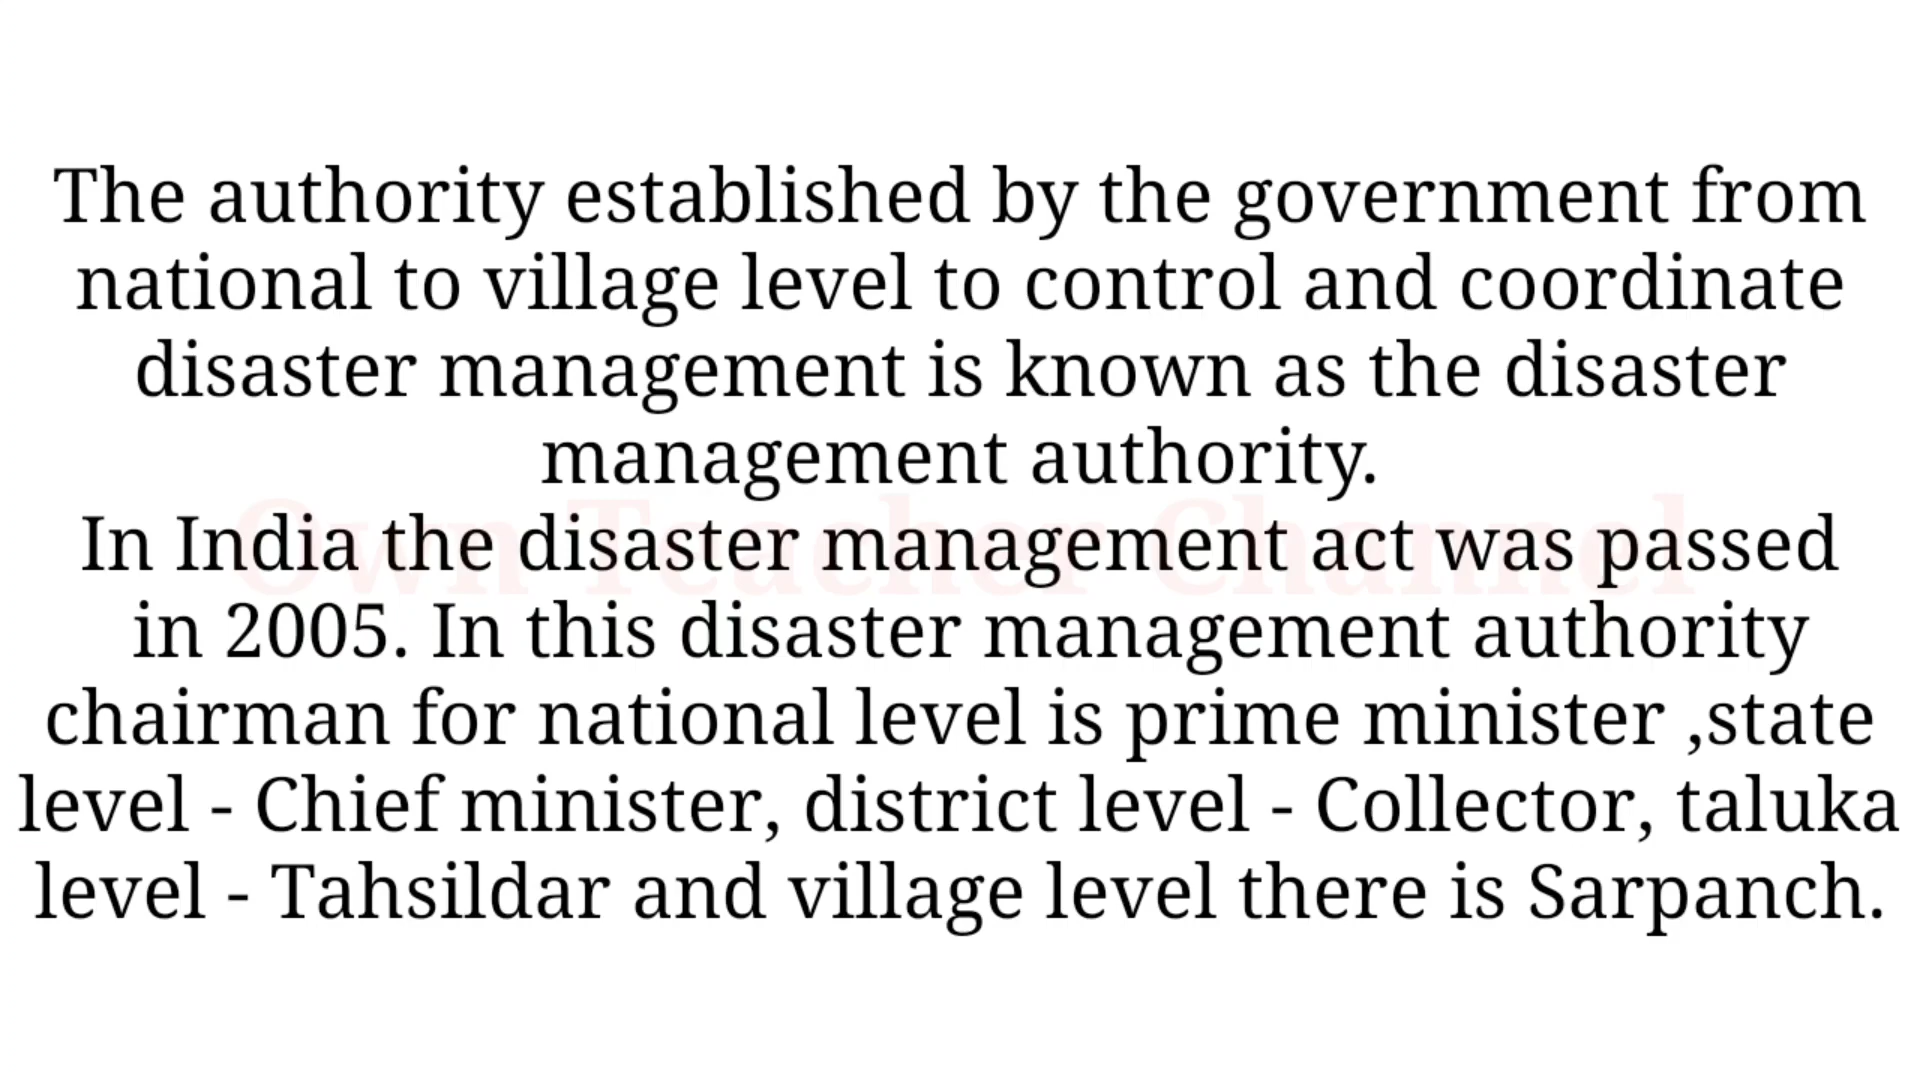 The authority established by the government from
national to village level to control and coordinate
disaster management is known as the disaster
management authority.
Own Teacher Channel
In India the disaster management act was passed
in 2005. In this disaster management authority
chairman for national level is prime minister ,state
level - Chief minister, district level - Collector, taluka
level - Tahsildar and village level there is Sarpanch.